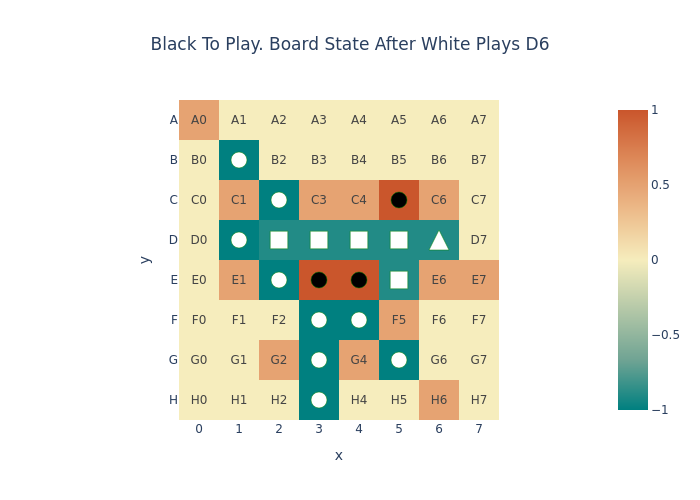 Black To Play. Board State After White Plays D6
A A0 A1 A2 A3 A4 A5 A6 A7 1
B B0 B2 B3 B4 B5 B6 B7
C C0 C1 C3 C4 C6 C7 0.5
D D0 D7
y 0
E E0 E1 E6 E7
F F0 F1 F2 F5 F6 F7 −0.5
G G0 G1 G2 G4 G6 G7
H H0 H1 H2 H4 H5 H6 H7 −1
0 1 2 3 4 5 6 7
x